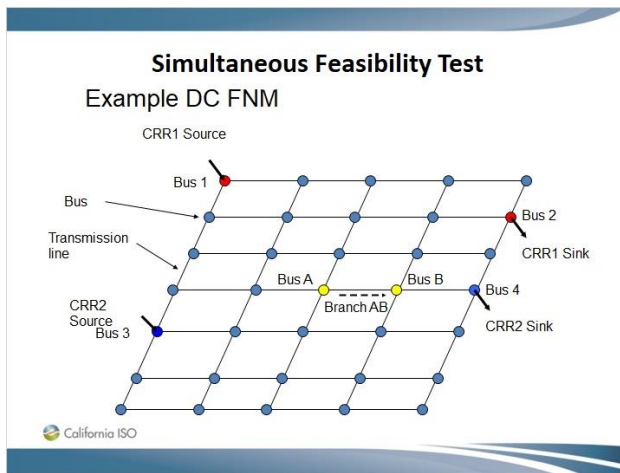 Simultaneous Feasibility Test
Example DC FNM
CRR1 Source
Bus 1
Bus
Bus 2
Transmission
line
CRR1 Sink
Bus A
Bus B
Bus 4
Branch AB
CRR2
Source
Bus 3
CRR2 Sink
California ISO